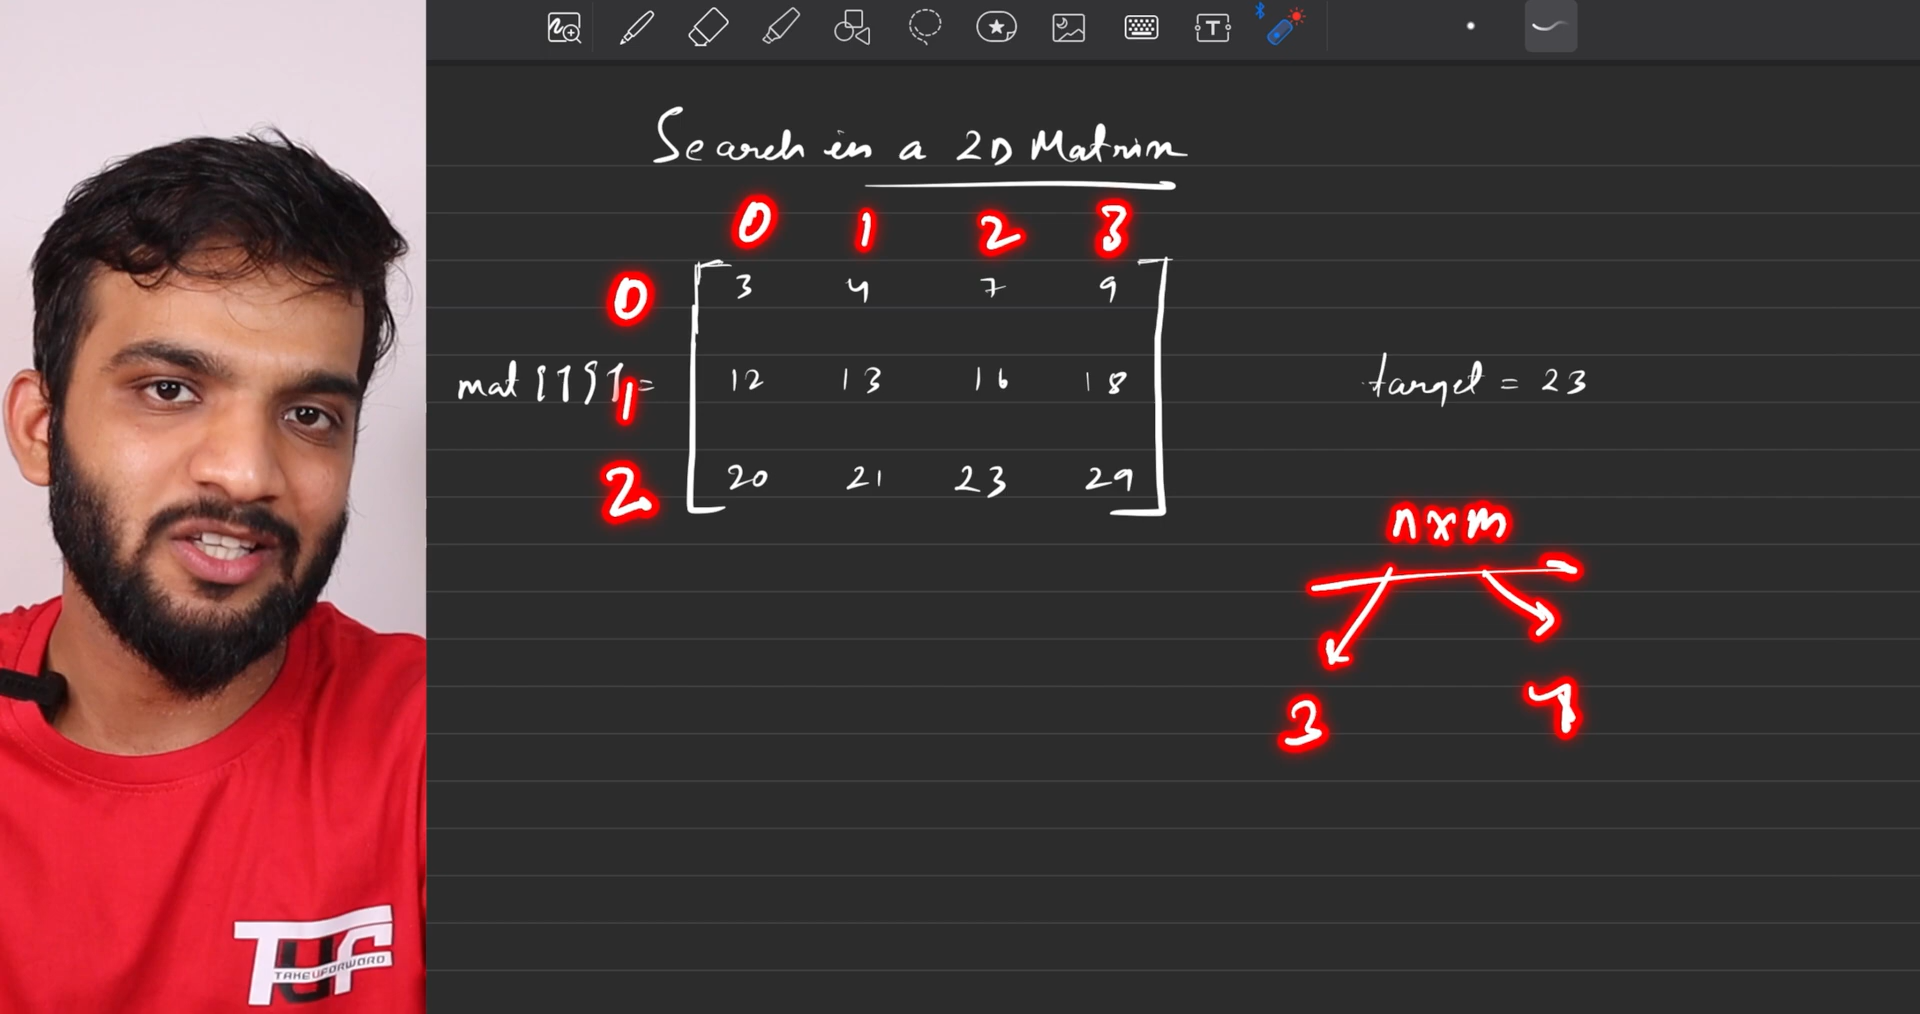 Search in a 2D Matrix
0 1 2 3
0 3 4 7 9
mat[][] = 1 12 13 16 18 target = 23
2 20 21 23 29
n x m
3 4
TUF
TAKEUFORWARD